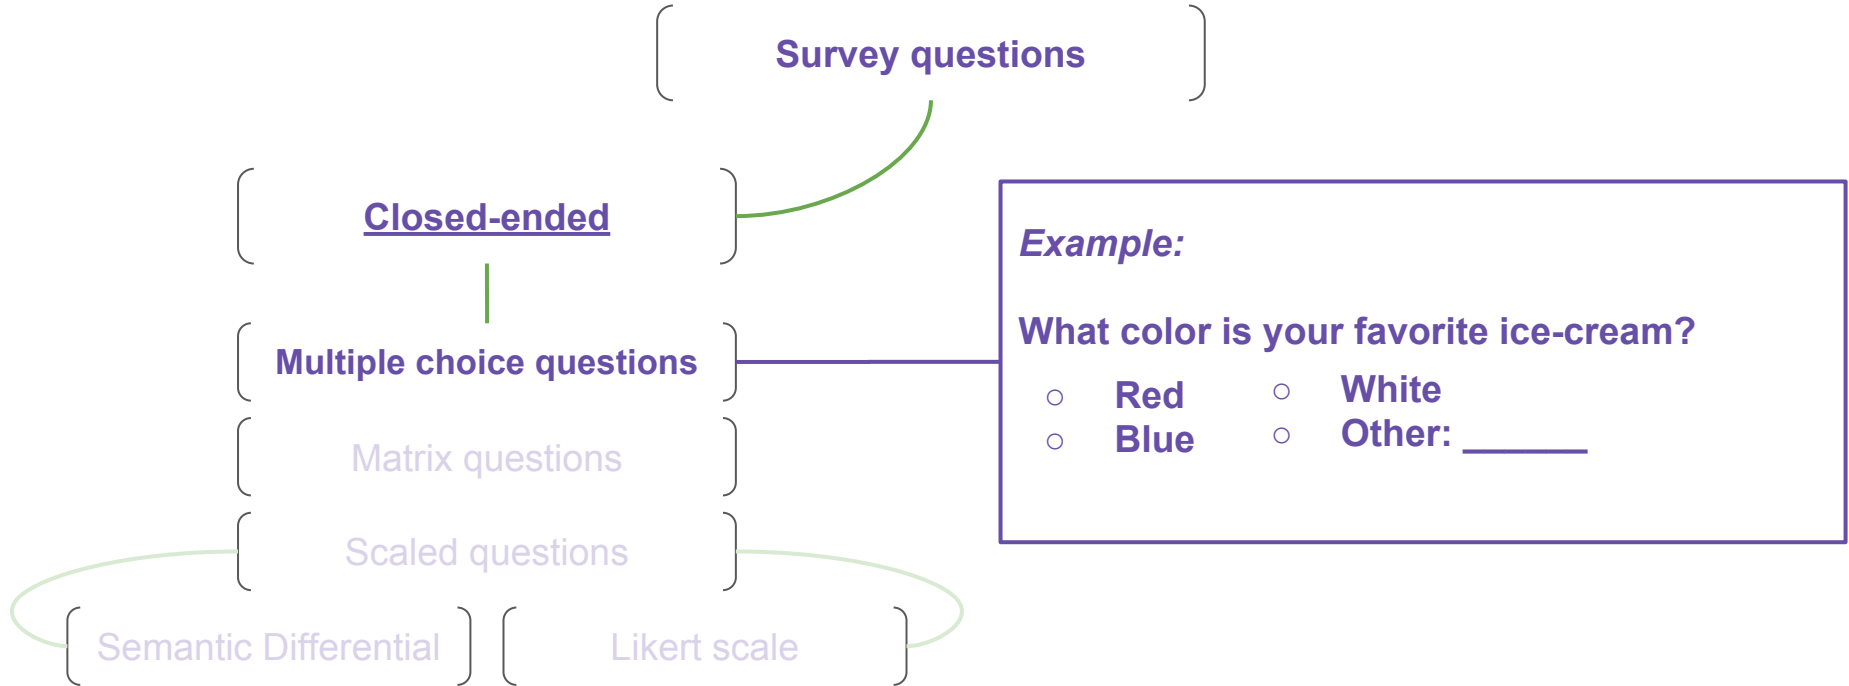 Survey questions
Closed-ended
Multiple choice questions
Matrix questions
Scaled questions
Semantic Differential
Likert scale
Example:
What color is your favorite ice-cream?
○ Red
○ Blue
○ White
○ Other: ______